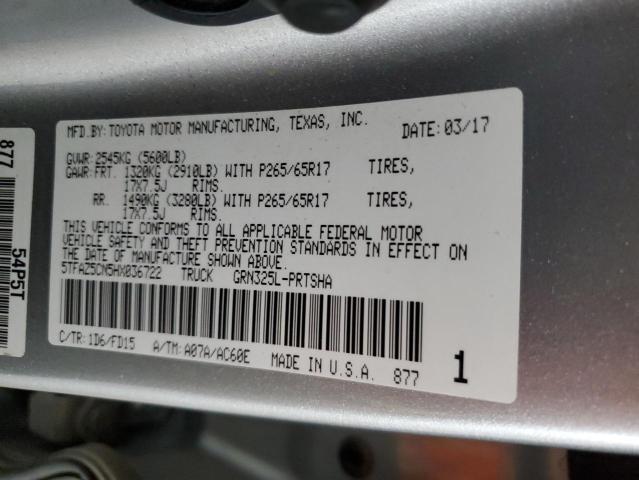 MFD.BY: TOYOTA MOTOR MANUFACTURING, TEXAS, INC. DATE: 03/17
GVWR: 2545KG (5600LB)
GAWR: FRT. 1320KG (2910LB) WITH P265/65R17 TIRES,
17X7.5J RIMS.
RR. 1490KG (3280LB) WITH P265/65R17 TIRES,
17X7.5J RIMS.
THIS VEHICLE CONFORMS TO ALL APPLICABLE FEDERAL MOTOR
VEHICLE SAFETY AND THEFT PREVENTION STANDARDS IN EFFECT ON
THE DATE OF MANUFACTURE SHOWN ABOVE.
5TFAZ5CN5HX036722 TRUCK GRN325L-PRTSHA
C/TR: 1D6/FD15 A/TM: A07A/AC60E MADE IN U.S.A. 877 1
877 54P5T